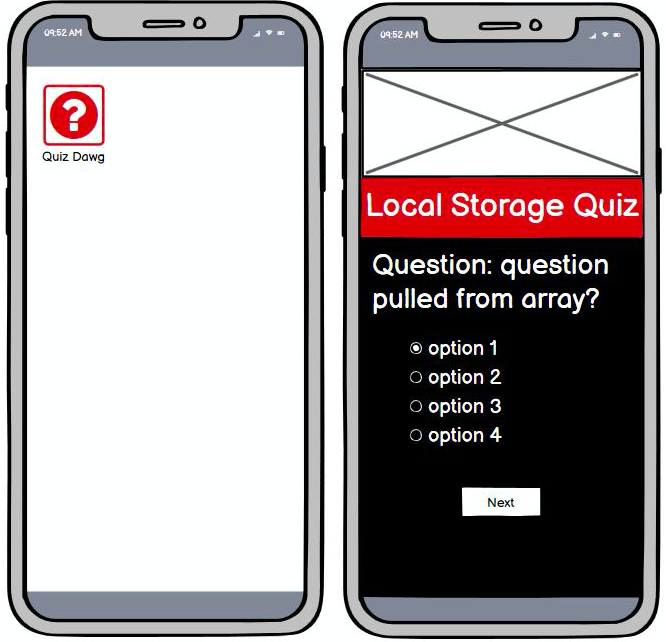 09:52 AM
?
Quiz Dawg
09:52 AM
Local Storage Quiz
Question: question
pulled from array?
option 1
option 2
option 3
option 4
Next